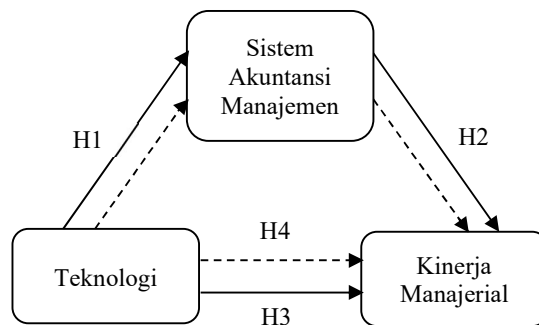 Sistem
Akuntansi
Manajemen
H1
H2
H4
Teknologi
Kinerja
Manajerial
H3